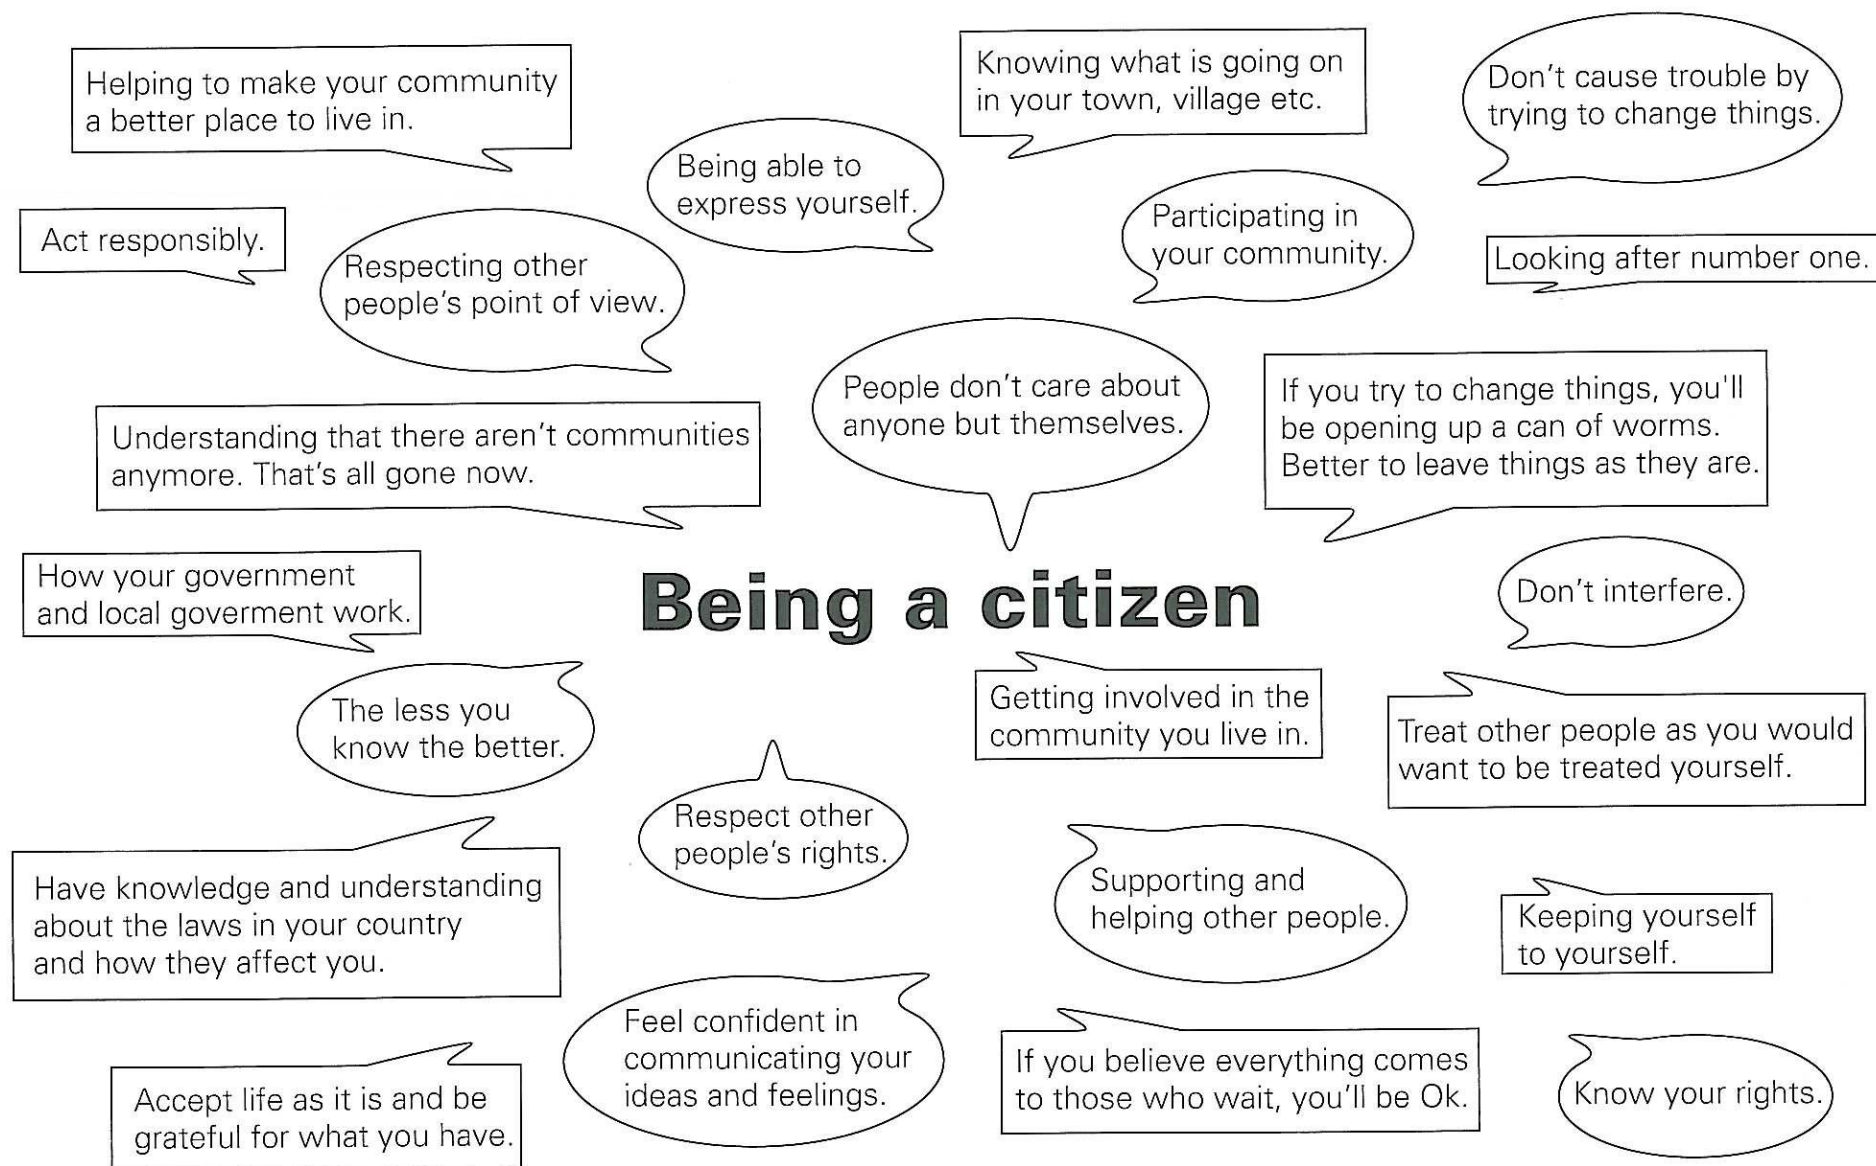 Helping to make your community
a better place to live in.
Knowing what is going on
in your town, village etc.
Don't cause trouble by
trying to change things.
Being able to
express yourself.
Act responsibly.
Respecting other
people's point of view.
Participating in
your community.
Looking after number one.
People don't care about
anyone but themselves.
If you try to change things, you'll
be opening up a can of worms.
Better to leave things as they are.
Understanding that there aren't communities
anymore. That's all gone now.
How your government
and local goverment work.
Being a citizen
Don't interfere.
The less you
know the better.
Getting involved in the
community you live in.
Treat other people as you would
want to be treated yourself.
Respect other
people's rights.
Have knowledge and understanding
about the laws in your country
and how they affect you.
Supporting and
helping other people.
Keeping yourself
to yourself.
Feel confident in
communicating your
ideas and feelings.
If you believe everything comes
to those who wait, you'll be Ok.
Know your rights.
Accept life as it is and be
grateful for what you have.